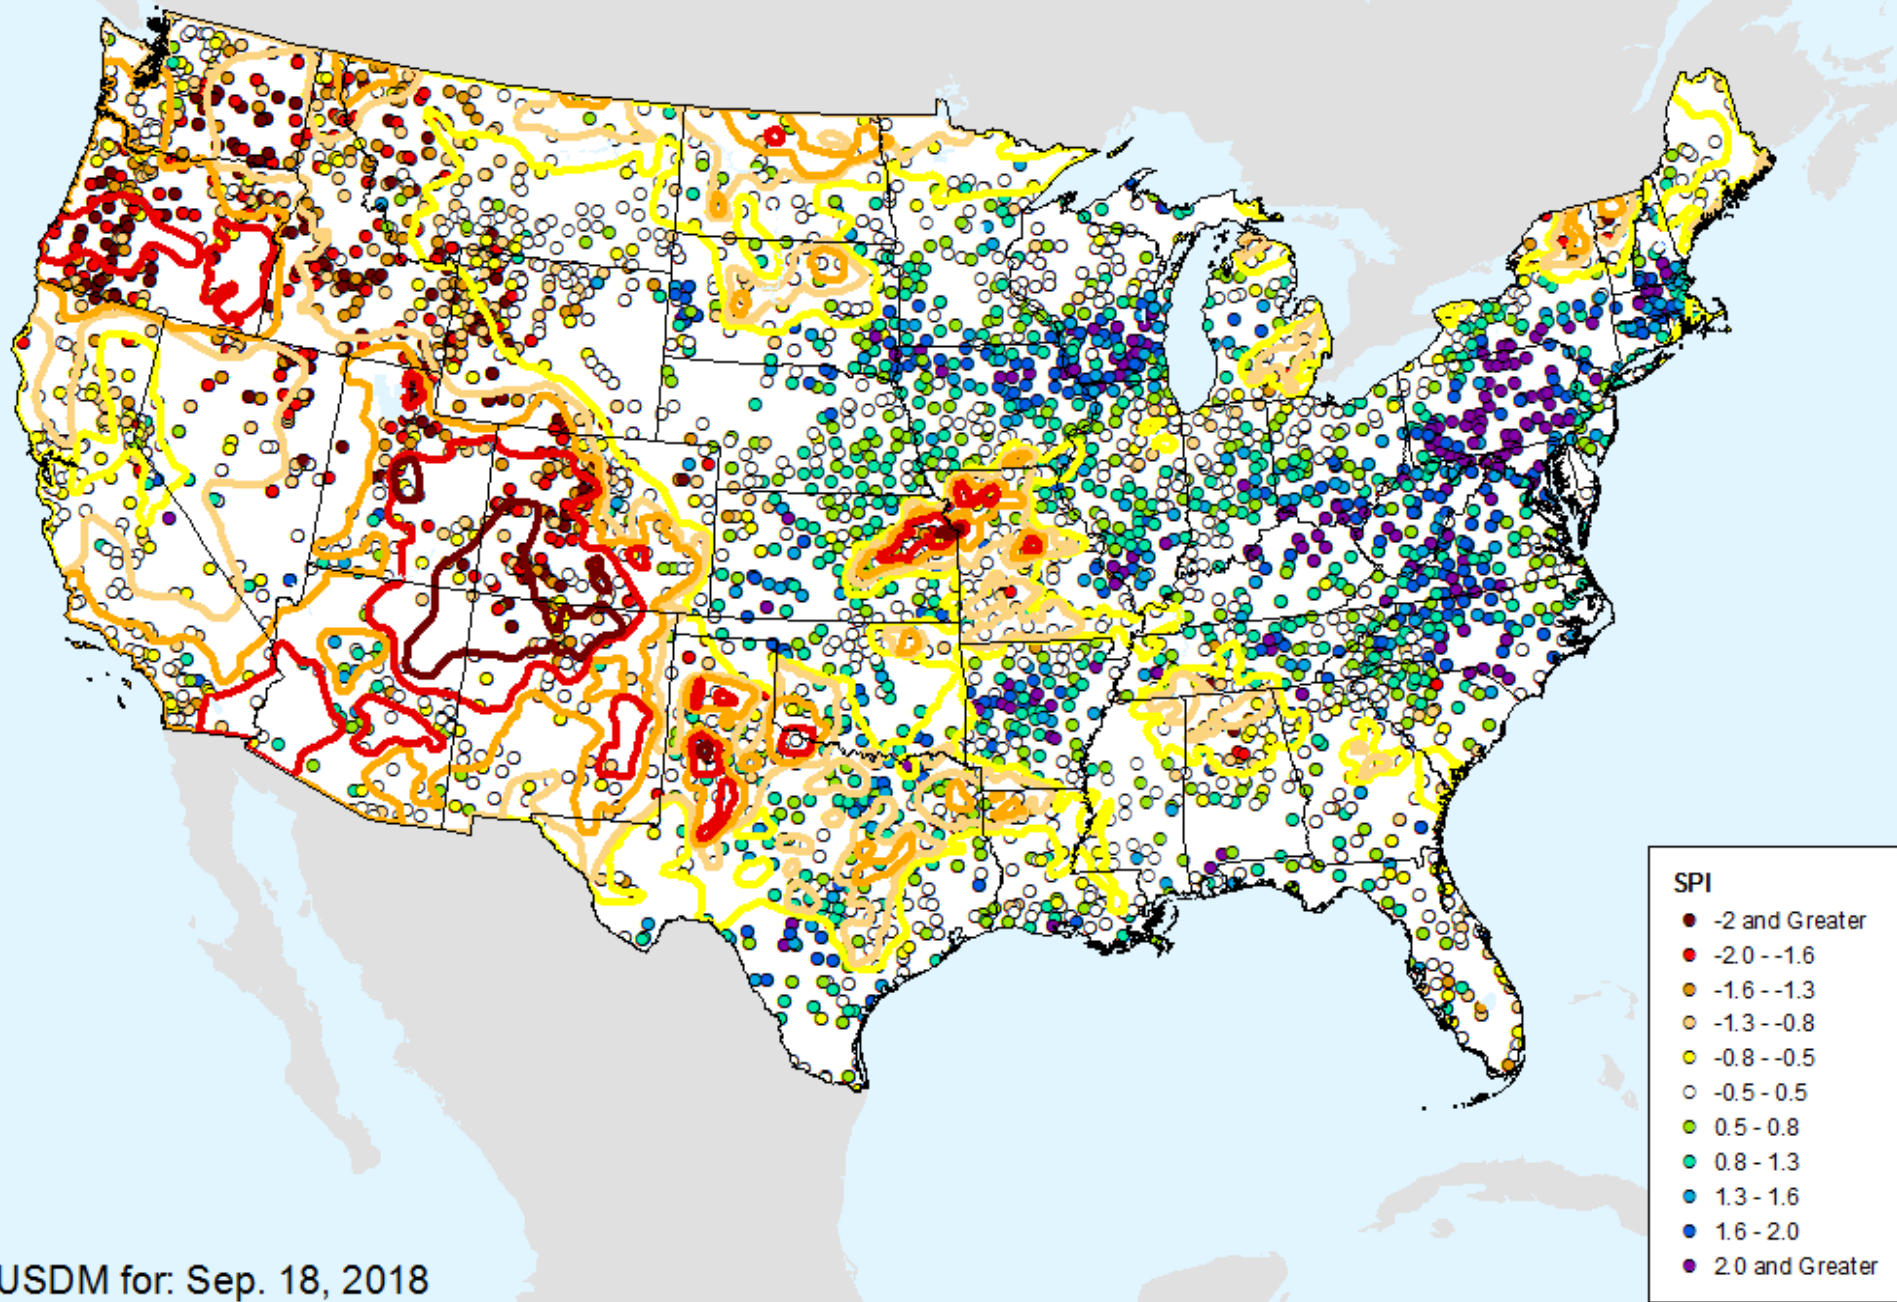 SPI
-2 and Greater
-2.0 - -1.6
-1.6 - -1.3
-1.3 - -0.8
-0.8 - -0.5
-0.5 - 0.5
0.5 - 0.8
0.8 - 1.3
1.3 - 1.6
1.6 - 2.0
2.0 and Greater
USDM for: Sep. 18, 2018